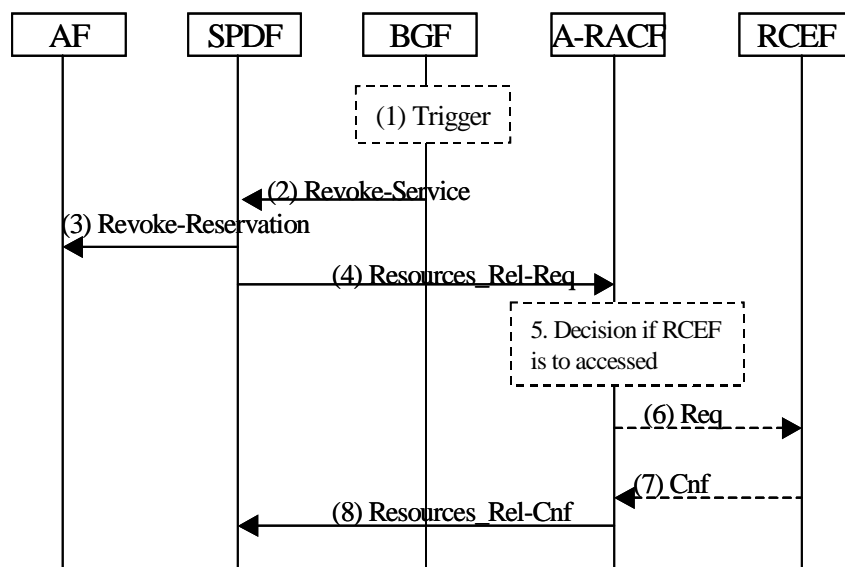 AF SPDF BGF A-RACF RCEF
(1) Trigger
(2) Revoke-Service
(3) Revoke-Reservation
(4) Resources_Rel-Req
5. Decision if RCEF
is to accessed
(6) Req
(7) Cnf
(8) Resources_Rel-Cnf